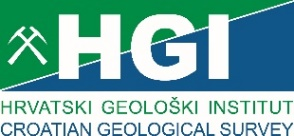 HGI
HRVATSKI GEOLOŠKI INSTITUT
CROATIAN GEOLOGICAL SURVEY